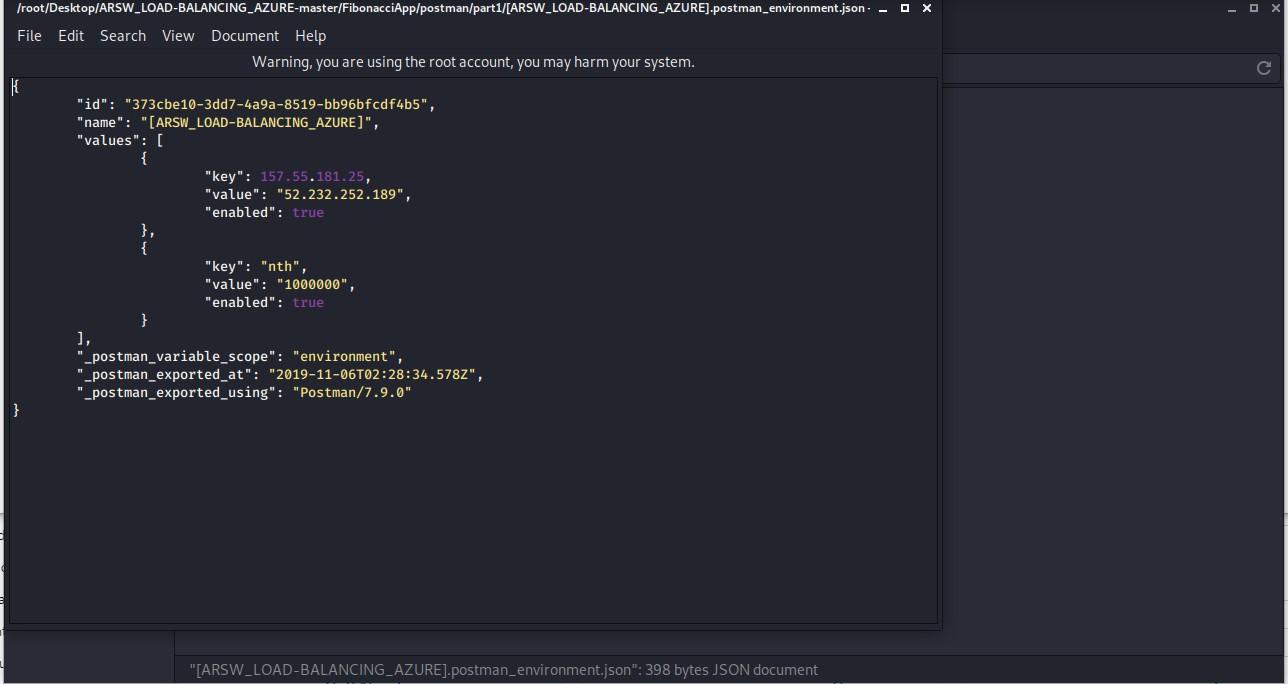 /root/Desktop/ARSW_LOAD-BALANCING_AZURE-master/FibonacciApp/postman/part1/[ARSW_LOAD-BALANCING_AZURE].postman_environment.json -
File Edit Search View Document Help
Warning, you are using the root account, you may harm your system.
{
"id": "373cbe10-3dd7-4a9a-8519-bb96bfcdf4b5",
"name": "[ARSW_LOAD-BALANCING_AZURE]",
"values": [
{
"key": 157.55.181.25,
"value": "52.232.252.189",
"enabled": true
},
{
"key": "nth",
"value": "1000000",
"enabled": true
}
],
"_postman_variable_scope": "environment",
"_postman_exported_at": "2019-11-06T02:28:34.578Z",
"_postman_exported_using": "Postman/7.9.0"
}
"[ARSW_LOAD-BALANCING_AZURE].postman_environment.json": 398 bytes JSON document